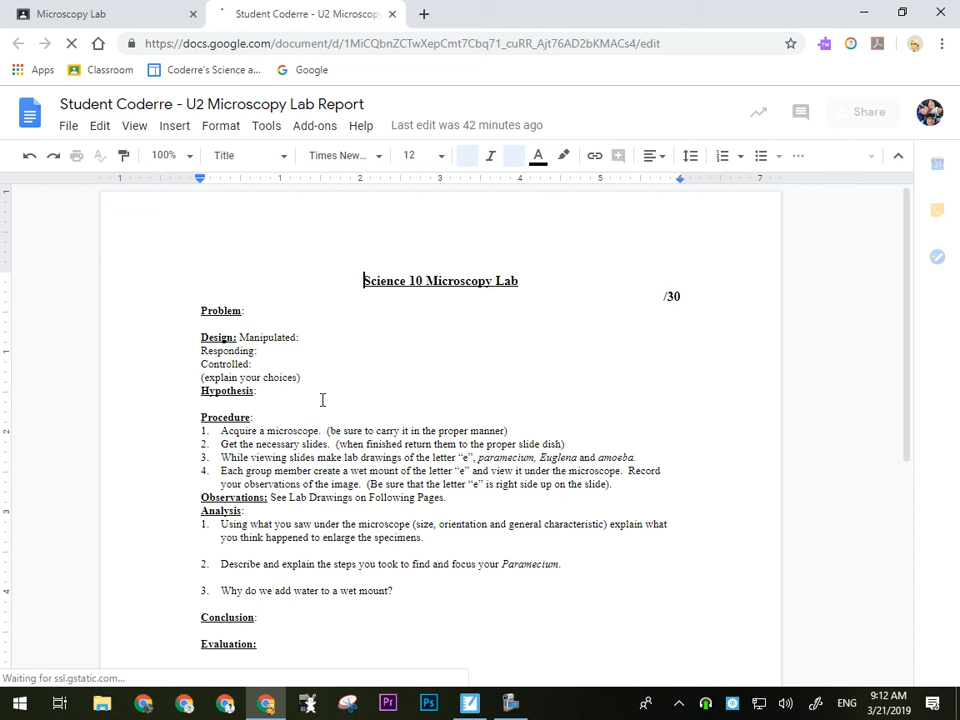 Microscopy Lab
Student Coderre - U2 Microscopy
https://docs.google.com/document/d/1MiCQbnZCTwXepCmt7Cbq71_cuRR_Ajt76AD2bKMACs4/edit
Apps Classroom Coderre's Science a... Google
Student Coderre - U2 Microscopy Lab Report
File Edit View Insert Format Tools Add-ons Help Last edit was 42 minutes ago
Share
100% Title Times New... 12
1 1 2 3 4 5 6 7
Science 10 Microscopy Lab
/30
Problem:
Design: Manipulated:
Responding:
Controlled:
(explain your choices)
Hypothesis:
Procedure:
1. Acquire a microscope. (be sure to carry it in the proper manner)
2. Get the necessary slides. (when finished return them to the proper slide dish)
3. While viewing slides make lab drawings of the letter “e”, paramecium, Euglena and amoeba.
4. Each group member create a wet mount of the letter “e” and view it under the microscope. Record
your observations of the image. (Be sure that the letter “e” is right side up on the slide).
Observations: See Lab Drawings on Following Pages.
Analysis:
1. Using what you saw under the microscope (size, orientation and general characteristic) explain what
you think happened to enlarge the specimens.
2. Describe and explain the steps you took to find and focus your Paramecium.
3. Why do we add water to a wet mount?
Conclusion:
Evaluation:
Waiting for ssl.gstatic.com...
ENG
9:12 AM
3/21/2019